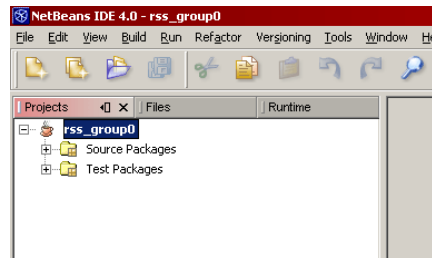 NetBeans IDE 4.0 - rss_group0
File Edit View Build Run Refactor Versioning Tools Window
Projects Files Runtime
rss_group0
Source Packages
Test Packages